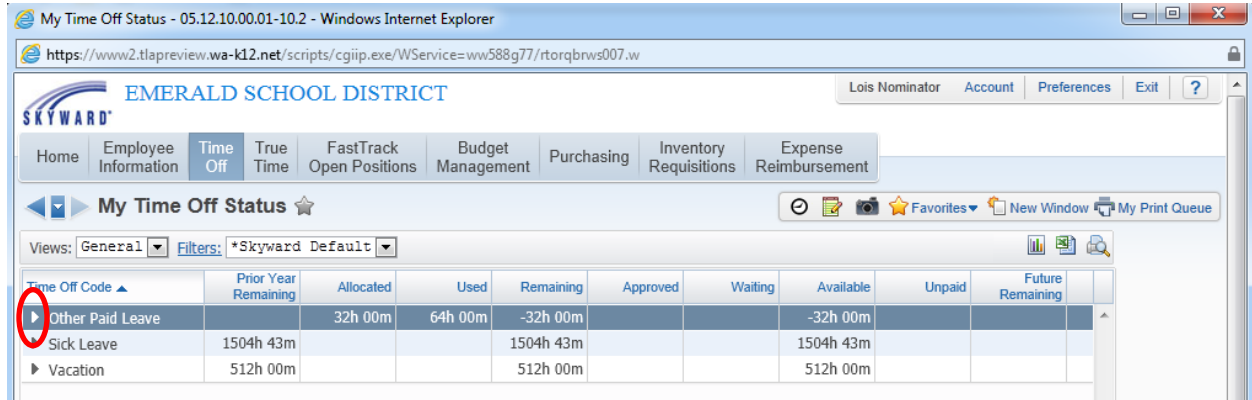 My Time Off Status - 05.12.10.00.01-10.2 - Windows Internet Explorer
https://www2.tlapreview.wa-k12.net/scripts/cgiip.exe/WService=ww588g77/rtorqbrws007.w
SKYWARD EMERALD SCHOOL DISTRICT Lois Nominator Account Preferences Exit ?
Home Employee Information Time Off True Time FastTrack Open Positions Budget Management Purchasing Inventory Requisitions Expense Reimbursement
My Time Off Status Favorites New Window My Print Queue
Views: General Filters: *Skyward Default
Time Off Code Prior Year Remaining Allocated Used Remaining Approved Waiting Available Unpaid Future Remaining
Other Paid Leave 32h 00m 64h 00m -32h 00m -32h 00m
Sick Leave 1504h 43m 1504h 43m 1504h 43m
Vacation 512h 00m 512h 00m 512h 00m